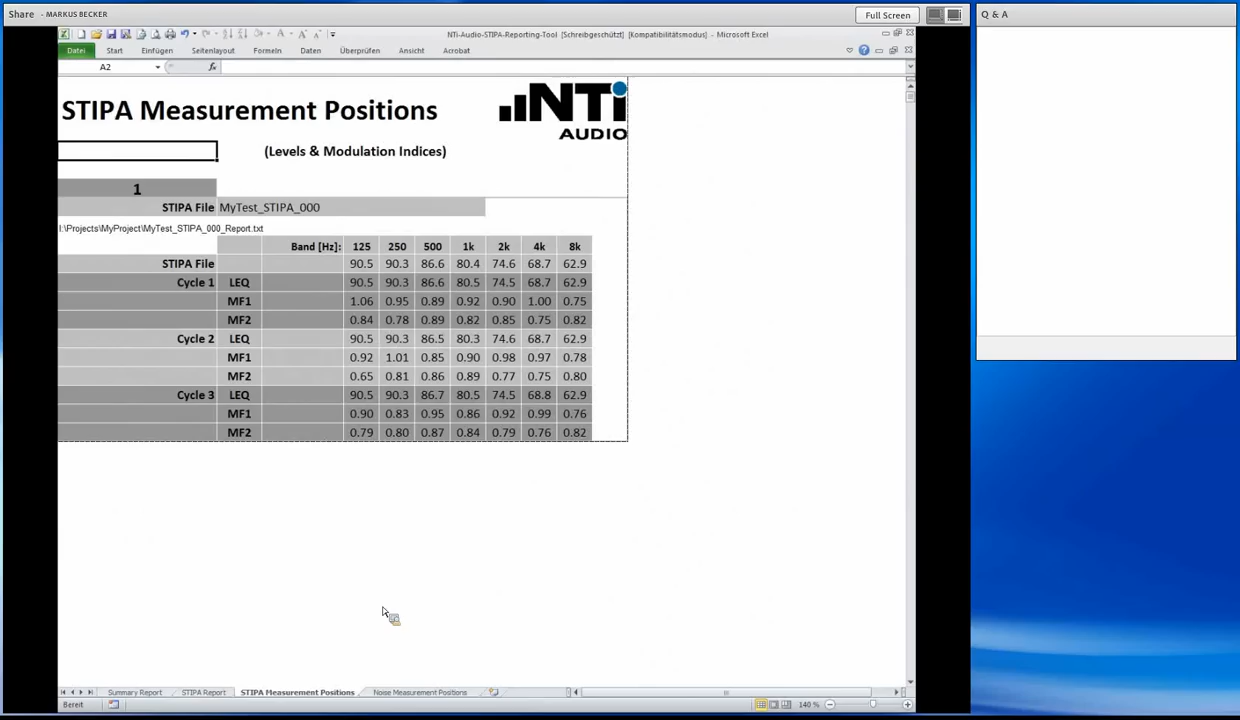 Share - MARKUS BECKER
Full Screen
Q & A
NTi-Audio-STIPA-Reporting-Tool [Schreibgeschützt] [Kompatibilitätsmodus] - Microsoft Excel
Datei Start Einfügen Seitenlayout Formeln Daten Überprüfen Ansicht Acrobat
A2 fx
STIPA Measurement Positions
NTi AUDIO
(Levels & Modulation Indices)
1
STIPA File MyTest_STIPA_000
I:\Projects\MyProject\MyTest_STIPA_000_Report.txt
Band [Hz]: 125 250 500 1k 2k 4k 8k
STIPA File 90.5 90.3 86.6 80.4 74.6 68.7 62.9
Cycle 1 LEQ 90.5 90.3 86.6 80.5 74.5 68.7 62.9
MF1 1.06 0.95 0.89 0.92 0.90 1.00 0.75
MF2 0.84 0.78 0.89 0.82 0.85 0.75 0.82
Cycle 2 LEQ 90.5 90.3 86.5 80.3 74.6 68.7 62.9
MF1 0.92 1.01 0.85 0.90 0.98 0.97 0.78
MF2 0.65 0.81 0.86 0.89 0.77 0.75 0.80
Cycle 3 LEQ 90.5 90.3 86.7 80.5 74.5 68.8 62.9
MF1 0.90 0.83 0.95 0.86 0.92 0.99 0.76
MF2 0.79 0.80 0.87 0.84 0.79 0.76 0.82
Summary Report STIPA Report STIPA Measurement Positions Noise Measurement Positions
Bereit 140 %